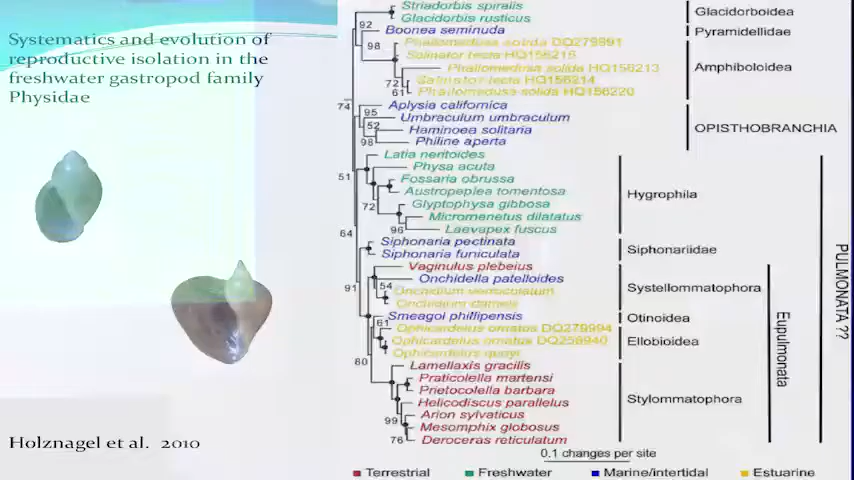 Systematics and evolution of
reproductive isolation in the
freshwater gastropod family
Physidae
Holznagel et al. 2010
Striadorbis spiralis
Glacidorbis rusticus
Boonea seminuda
Phallomedusa solida DQ279991
Salinator tecta HQ156215
Phallomedusa solida HQ156213
Salinator tecta HQ156214
Phallomedusa solida HQ156220
Aplysia californica
Umbraculum umbraculum
Haminoea solitaria
Philine aperta
Latia neritoides
Physa acuta
Fossaria obrussa
Austropeplea tomentosa
Glyptophysa gibbosa
Micromenetus dilatatus
Laevapex fuscus
Siphonaria pectinata
Siphonaria funiculata
Vaginulus plebeius
Onchidella patelloides
Onchidium verruculatum
Onchidium damelii
Smeagol phillipensis
Ophicardelus ornatus DQ279994
Ophicardelus ornatus DQ256940
Ophicardelus quoyi
Lamellaxis gracilis
Praticolella martensi
Prietocolella barbara
Helicodiscus parallelus
Arion sylvaticus
Mesomphix globosus
Deroceras reticulatum
92
98
72
61
74
95
52
98
51
72
96
64
91
54
61
80
99
76
Glacidorboidea
Pyramidellidae
Amphiboloidea
OPISTHOBRANCHIA
Hygrophila
Siphonariidae
Systellommatophora
Otinoidea
Ellobioidea
Stylommatophora
Eupulmonata
PULMONATA ??
0.1 changes per site
Terrestrial Freshwater Marine/intertidal Estuarine